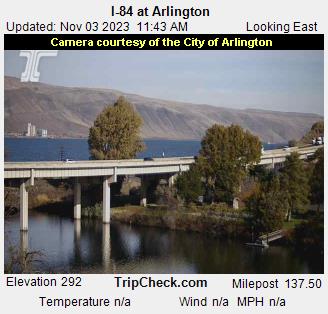 I-84 at Arlington
Updated: Nov 03 2023 11:43 AM Looking East
Camera courtesy of the City of Arlington
Elevation 292 TripCheck.com Milepost 137.50
Temperature n/a Wind n/a MPH n/a